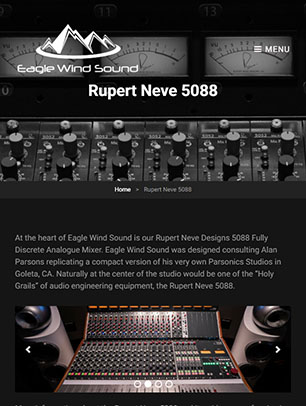 Eagle Wind Sound
≡ MENU
Rupert Neve 5088
Home > Rupert Neve 5088
At the heart of Eagle Wind Sound is our Rupert Neve Designs 5088 Fully
Discrete Analogue Mixer. Eagle Wind Sound was designed consulting Alan
Parsons replicating a compact version of his very own Parsonics Studios in
Goleta, CA. Naturally at the center of the studio would be one of the “Holy
Grails” of audio engineering equipment, the Rupert Neve 5088.